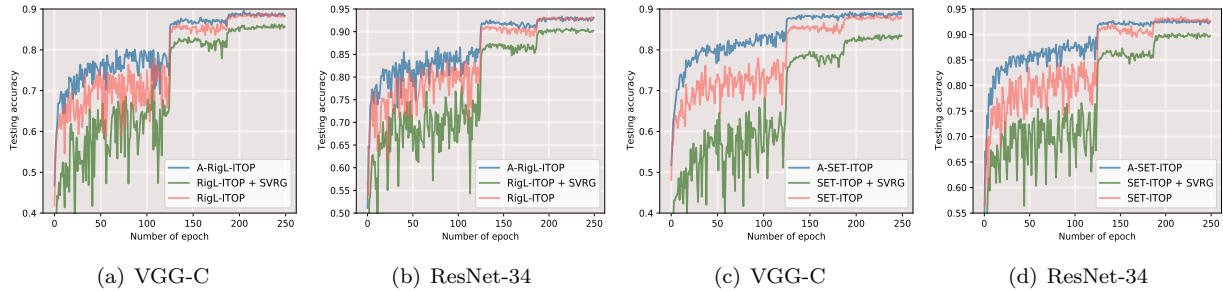 0.9
0.8
0.7
0.6
0.5
0.4
Testing accuracy
0 50 100 150 200 250
Number of epoch
A-RigL-ITOP
RigL-ITOP + SVRG
RigL-ITOP
(a) VGG-C
0.95
0.90
0.85
0.80
0.75
0.70
0.65
0.60
0.55
0.50
Testing accuracy
0 50 100 150 200 250
Number of epoch
A-RigL-ITOP
RigL-ITOP + SVRG
RigL-ITOP
(b) ResNet-34
0.9
0.8
0.7
0.6
0.5
0.4
Testing accuracy
0 50 100 150 200 250
Number of epoch
A-SET-ITOP
SET-ITOP + SVRG
SET-ITOP
(c) VGG-C
0.95
0.90
0.85
0.80
0.75
0.70
0.65
0.60
0.55
Testing accuracy
0 50 100 150 200 250
Number of epoch
A-SET-ITOP
SET-ITOP + SVRG
SET-ITOP
(d) ResNet-34